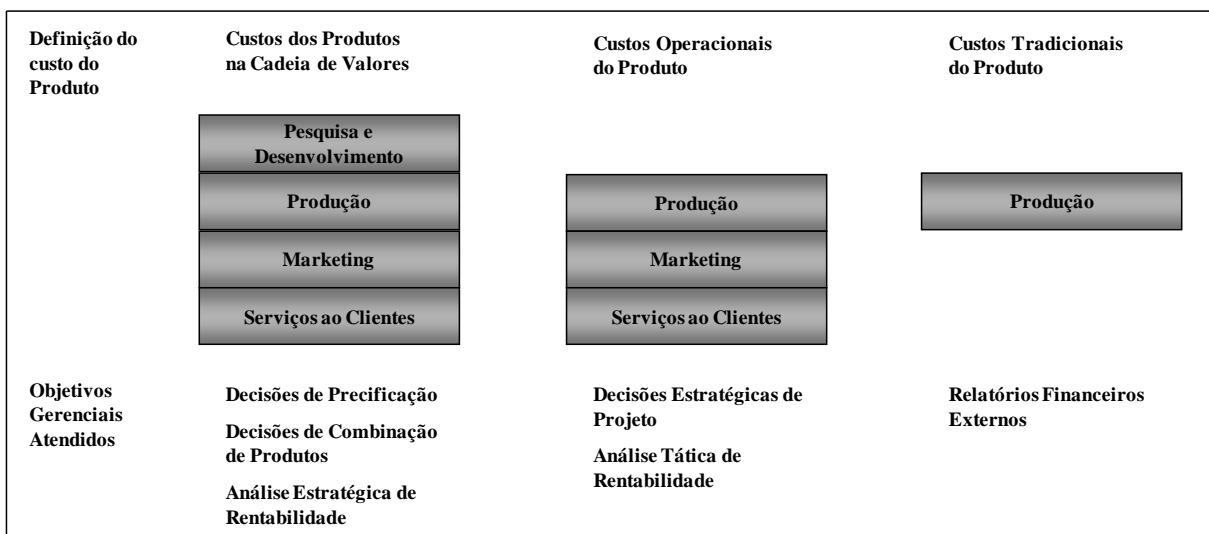 Definição do
custo do
Produto
Custos dos Produtos
na Cadeia de Valores
Custos Operacionais
do Produto
Custos Tradicionais
do Produto
Pesquisa e
Desenvolvimento
Produção
Marketing
Serviços ao Clientes
Produção
Marketing
Serviços ao Clientes
Produção
Objetivos
Gerenciais
Atendidos
Decisões de Precificação
Decisões de Combinação
de Produtos
Análise Estratégica de
Rentabilidade
Decisões Estratégicas de
Projeto
Análise Tática de
Rentabilidade
Relatórios Financeiros
Externos